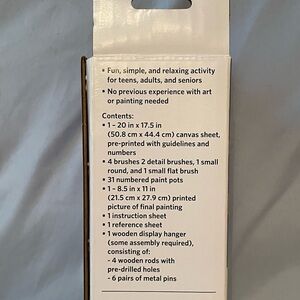 • Fun, simple, and relaxing activity
for teens, adults, and seniors
• No previous experience with art
or painting needed
Contents:
• 1 – 20 in x 17.5 in
(50.8 cm x 44.4 cm) canvas sheet,
pre-printed with guidelines and
numbers
• 4 brushes 2 detail brushes, 1 small
round, and 1 small flat brush
• 31 numbered paint pots
• 1 – 8.5 in x 11 in
(21.5 cm x 27.9 cm) printed
picture of final painting
• 1 instruction sheet
• 1 reference sheet
• 1 wooden display hanger
(some assembly required),
consisting of:
- 4 wooden rods with
pre-drilled holes
- 6 pairs of metal pins